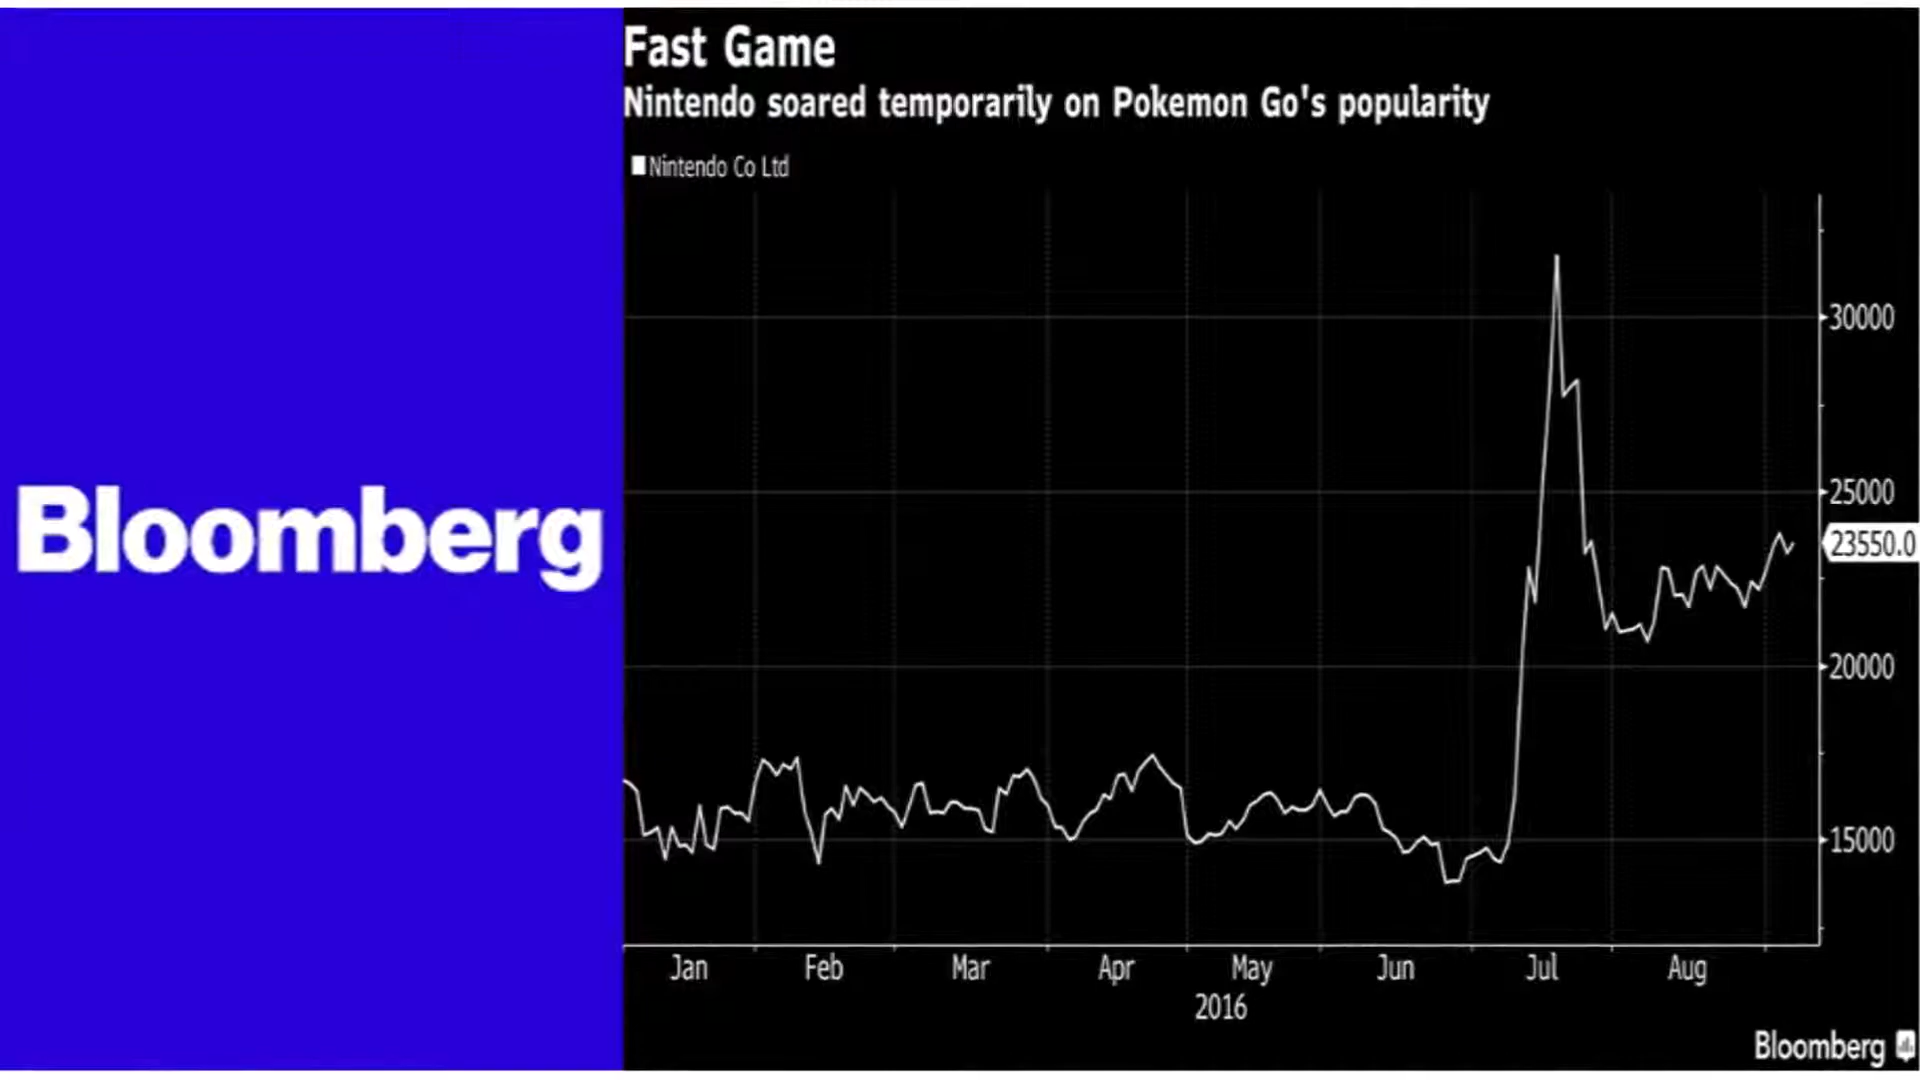 Bloomberg
Fast Game
Nintendo soared temporarily on Pokemon Go's popularity
Nintendo Co Ltd
30000
25000
23550.0
20000
15000
Jan Feb Mar Apr May Jun Jul Aug
2016
Bloomberg